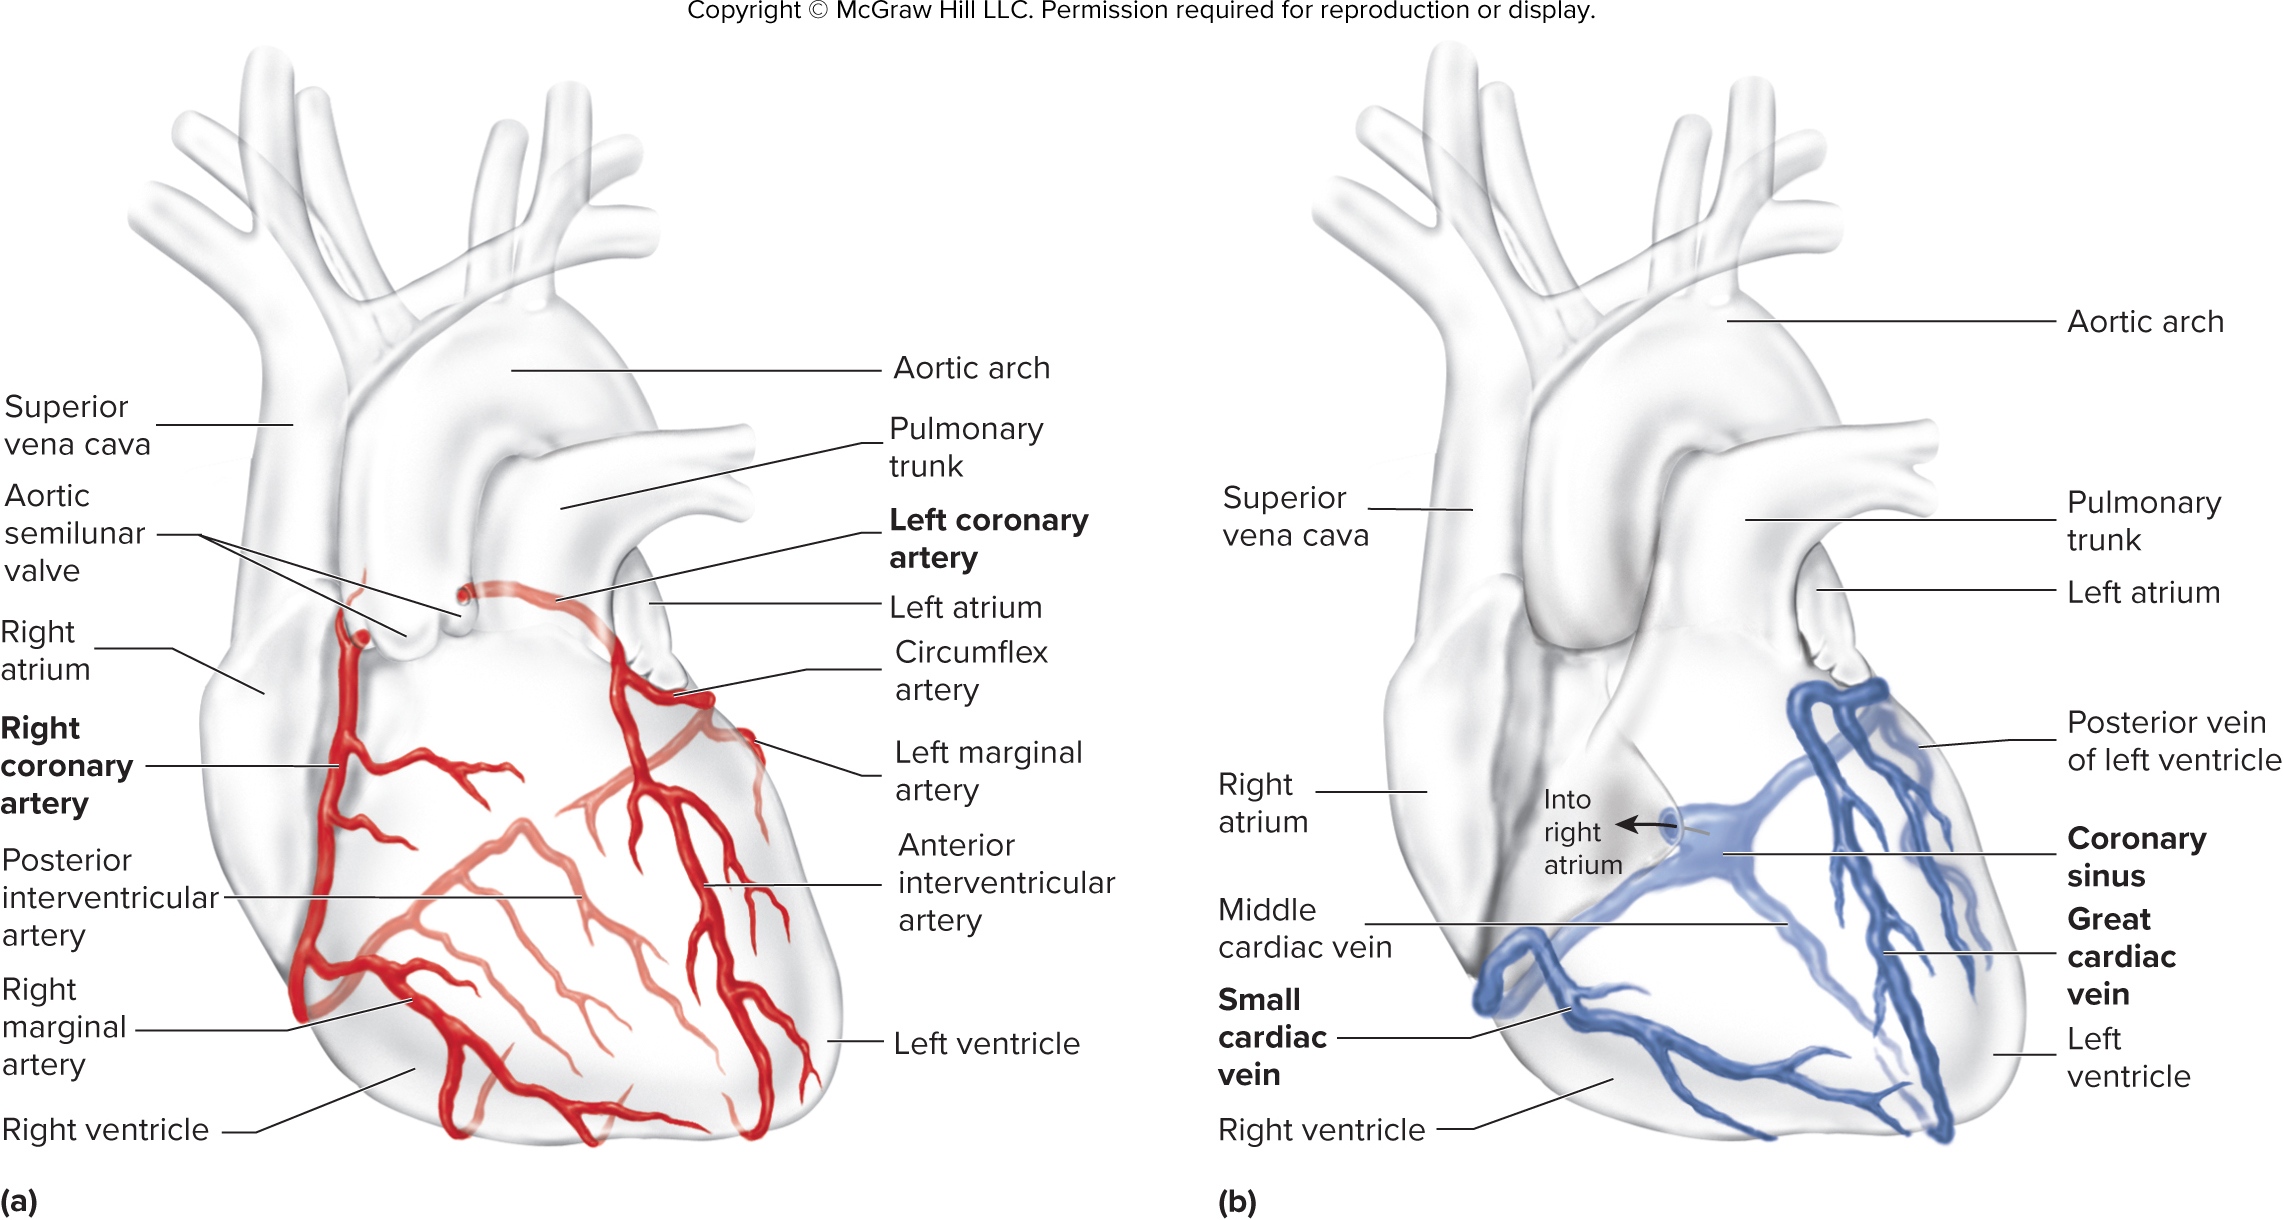 Copyright © McGraw Hill LLC. Permission required for reproduction or display.
Superior
vena cava
Aortic
semilunar
valve
Right
atrium
Right
coronary
artery
Posterior
interventricular
artery
Right
marginal
artery
Right ventricle
Aortic arch
Pulmonary
trunk
Left coronary
artery
Left atrium
Circumflex
artery
Left marginal
artery
Anterior
interventricular
artery
Left ventricle
(a)
Superior
vena cava
Right
atrium
Into
right
atrium
Middle
cardiac vein
Small
cardiac
vein
Right ventricle
Aortic arch
Pulmonary
trunk
Left atrium
Posterior vein
of left ventricle
Coronary
sinus
Great
cardiac
vein
Left
ventricle
(b)